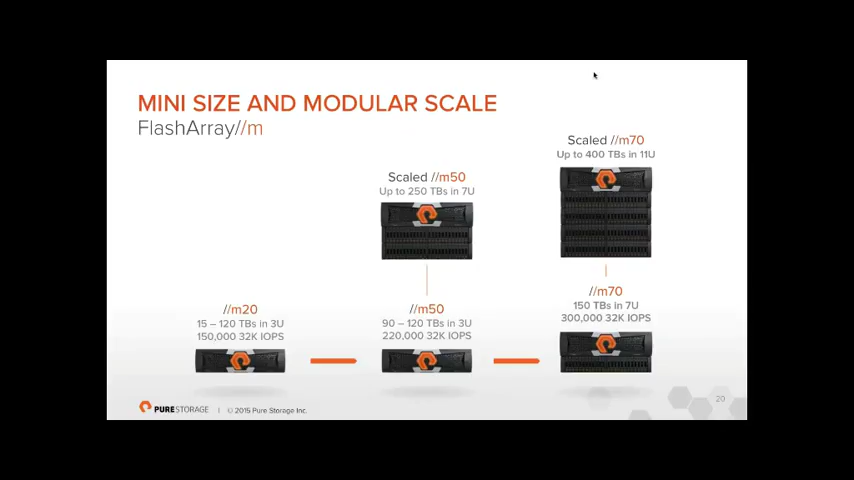 MINI SIZE AND MODULAR SCALE
FlashArray//m
Scaled //m70
Up to 400 TBs in 11U
Scaled //m50
Up to 250 TBs in 7U
//m20
15 – 120 TBs in 3U
150,000 32K IOPS
//m50
90 – 120 TBs in 3U
220,000 32K IOPS
//m70
150 TBs in 7U
300,000 32K IOPS
PURESTORAGE | © 2015 Pure Storage Inc.
20